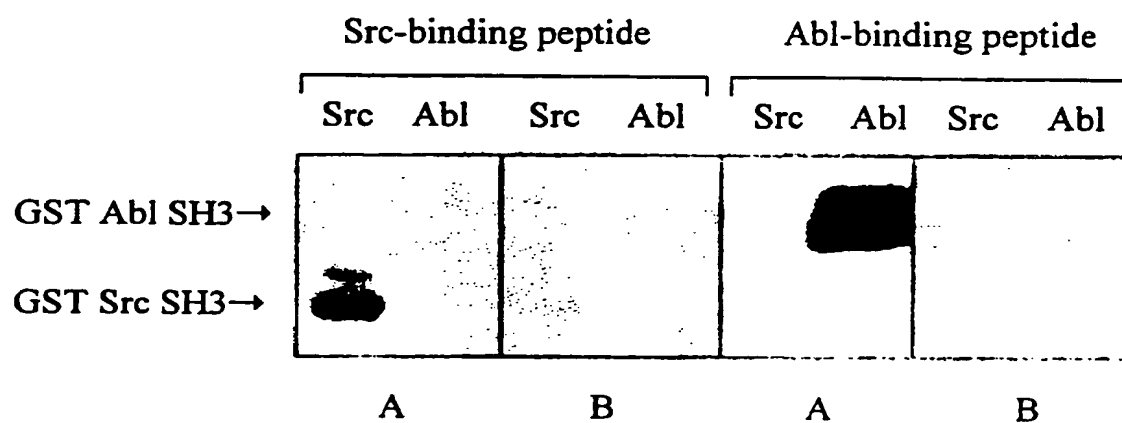 Src-binding peptide Abl-binding peptide
Src Abl Src Abl Src Abl Src Abl
GST Abl SH3→
GST Src SH3→
A B A B